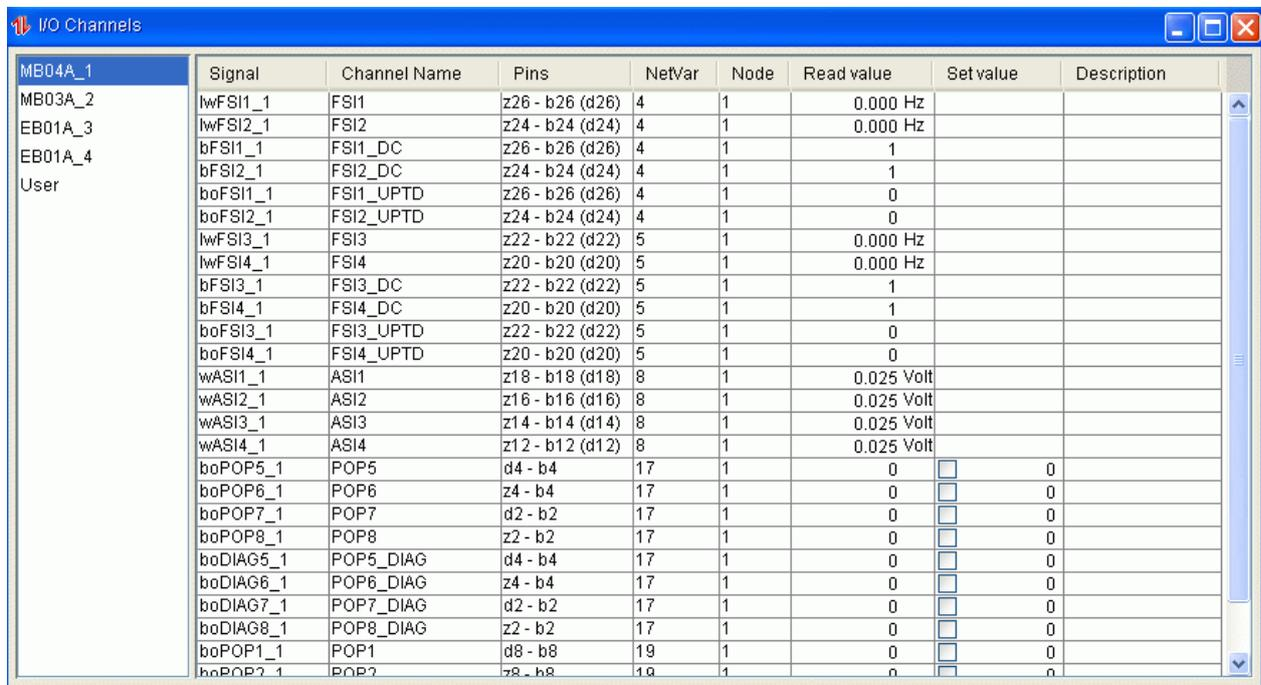 I/O Channels
MB04A_1
MB03A_2
EB01A_3
EB01A_4
User
Signal Channel Name Pins NetVar Node Read value Set value Description
lwFSI1_1 FSI1 z26 - b26 (d26) 4 1 0.000 Hz
lwFSI2_1 FSI2 z24 - b24 (d24) 4 1 0.000 Hz
bFSI1_1 FSI1_DC z26 - b26 (d26) 4 1 1
bFSI2_1 FSI2_DC z24 - b24 (d24) 4 1 1
boFSI1_1 FSI1_UPTD z26 - b26 (d26) 4 1 0
boFSI2_1 FSI2_UPTD z24 - b24 (d24) 4 1 0
lwFSI3_1 FSI3 z22 - b22 (d22) 5 1 0.000 Hz
lwFSI4_1 FSI4 z20 - b20 (d20) 5 1 0.000 Hz
bFSI3_1 FSI3_DC z22 - b22 (d22) 5 1 1
bFSI4_1 FSI4_DC z20 - b20 (d20) 5 1 1
boFSI3_1 FSI3_UPTD z22 - b22 (d22) 5 1 0
boFSI4_1 FSI4_UPTD z20 - b20 (d20) 5 1 0
wASI1_1 ASI1 z18 - b18 (d18) 8 1 0.025 Volt
wASI2_1 ASI2 z16 - b16 (d16) 8 1 0.025 Volt
wASI3_1 ASI3 z14 - b14 (d14) 8 1 0.025 Volt
wASI4_1 ASI4 z12 - b12 (d12) 8 1 0.025 Volt
boPOP5_1 POP5 d4 - b4 17 1 0 0
boPOP6_1 POP6 z4 - b4 17 1 0 0
boPOP7_1 POP7 d2 - b2 17 1 0 0
boPOP8_1 POP8 z2 - b2 17 1 0 0
boDIAG5_1 POP5_DIAG d4 - b4 17 1 0 0
boDIAG6_1 POP6_DIAG z4 - b4 17 1 0 0
boDIAG7_1 POP7_DIAG d2 - b2 17 1 0 0
boDIAG8_1 POP8_DIAG z2 - b2 17 1 0 0
boPOP1_1 POP1 d8 - b8 19 1 0 0
boPOP2_1 POP2 z8 - b8 19 1 0 0